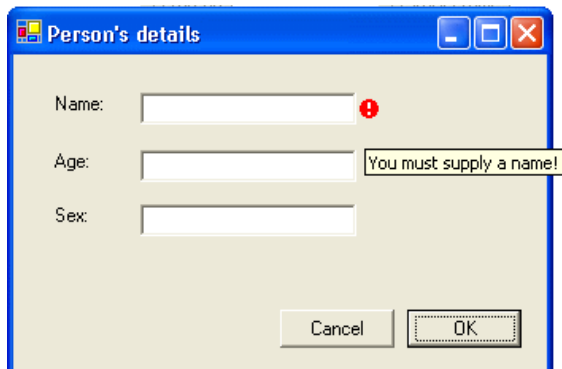 Person's details
Name:
Age:
You must supply a name!
Sex:
Cancel OK